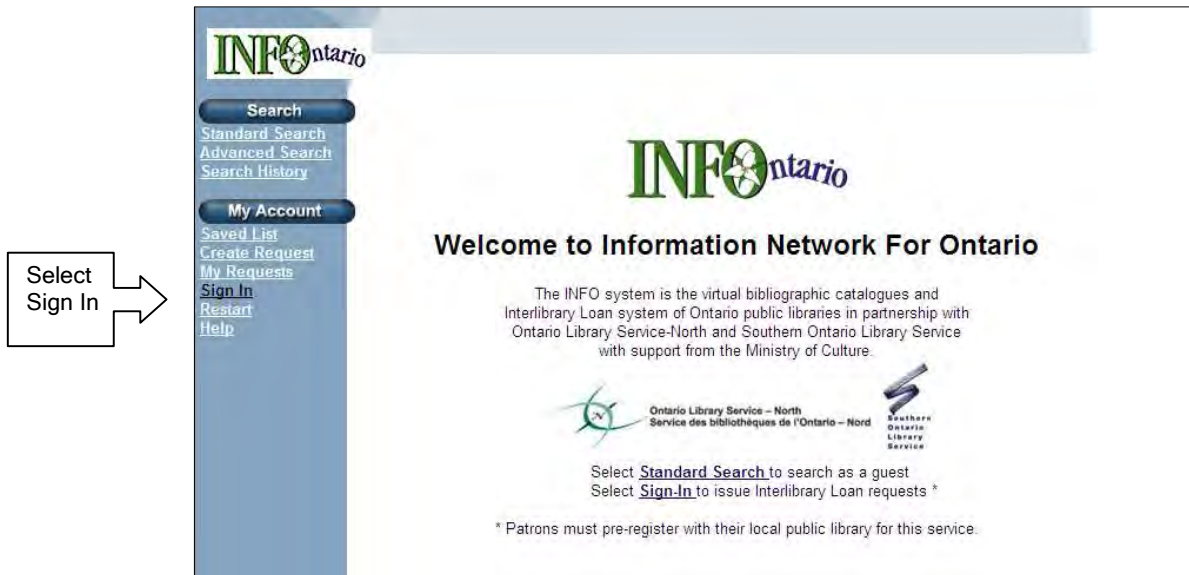 INFOntario
Search
Standard Search
Advanced Search
Search History
My Account
Saved List
Create Request
My Requests
Sign In
Restart
Help
Select
Sign In
INFOntario
Welcome to Information Network For Ontario
The INFO system is the virtual bibliographic catalogues and
Interlibrary Loan system of Ontario public libraries in partnership with
Ontario Library Service-North and Southern Ontario Library Service
with support from the Ministry of Culture.
N
Ontario Library Service – North
Service des bibliothèques de l'Ontario – Nord
Southern
Ontario
Library
Service
Select Standard Search to search as a guest
Select Sign-In to issue Interlibrary Loan requests *
* Patrons must pre-register with their local public library for this service.